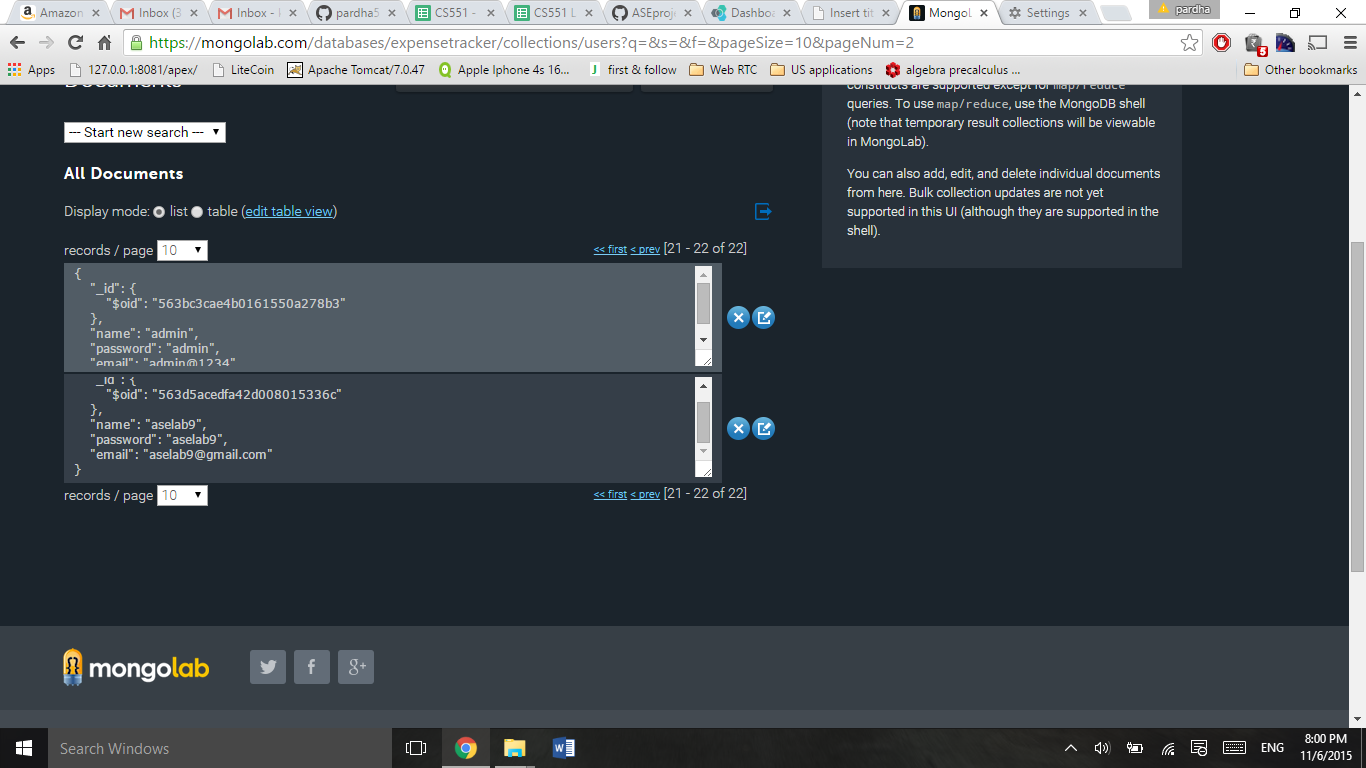 Amazon
Inbox (3
Inbox - 
pardha5
CS551 -
CS551 L
ASEproje
Dashboa
Insert tit
MongoL
Settings
pardha
https://mongolab.com/databases/expensetracker/collections/users?q=&s=&f=&pageSize=10&pageNum=2
Apps
127.0.0.1:8081/apex/
LiteCoin
Apache Tomcat/7.0.47
Apple Iphone 4s 16...
first & follow
Web RTC
US applications
algebra precalculus ...
Other bookmarks
Documents
--- Start new search ---
All Documents
Display mode: list table (edit table view)
records / page 10
<< first < prev [21 - 22 of 22]
{
"_id": {
"$oid": "563bc3cae4b0161550a278b3"
},
"name": "admin",
"password": "admin",
"email": "admin@1234"
"_id": {
"$oid": "563d5acedfa42d008015336c"
},
"name": "aselab9",
"password": "aselab9",
"email": "aselab9@gmail.com"
}
records / page 10
<< first < prev [21 - 22 of 22]
constructs are supported except for map/reduce
queries. To use map/reduce, use the MongoDB shell
(note that temporary result collections will be viewable
in MongoLab).
You can also add, edit, and delete individual documents
from here. Bulk collection updates are not yet
supported in this UI (although they are supported in the
shell).
mongolab
Search Windows
ENG
8:00 PM
11/6/2015